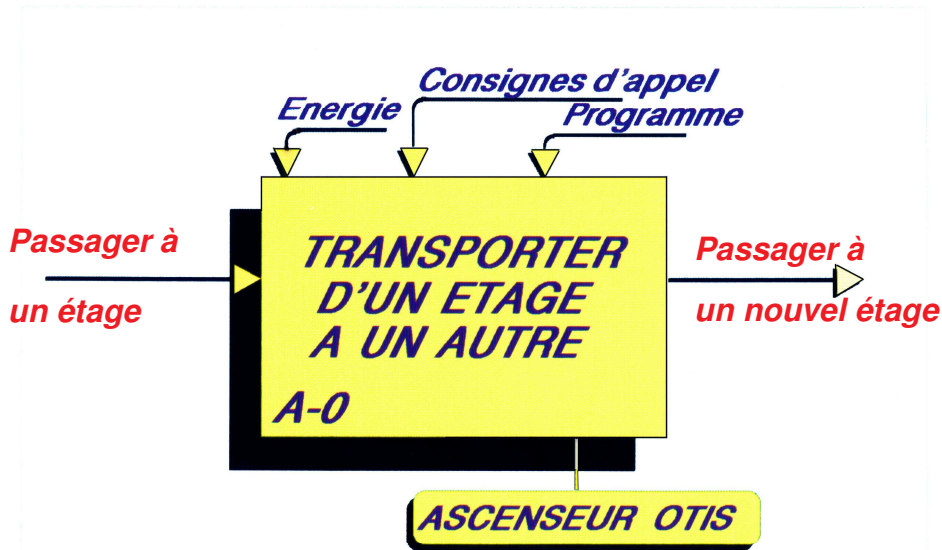 Consignes d'appel
Energie
Programme
Passager à
un étage
TRANSPORTER
D'UN ETAGE
A UN AUTRE
A-0
Passager à
un nouvel étage
ASCENSEUR OTIS